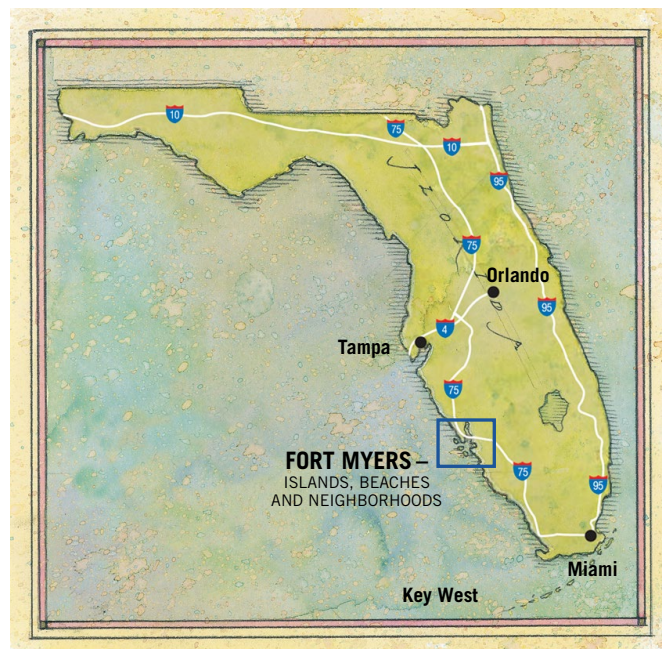 10
75
10
95
FLORIDA
75
Orlando
95
4
Tampa
75
FORT MYERS –
ISLANDS, BEACHES
AND NEIGHBORHOODS
75
95
Miami
Key West